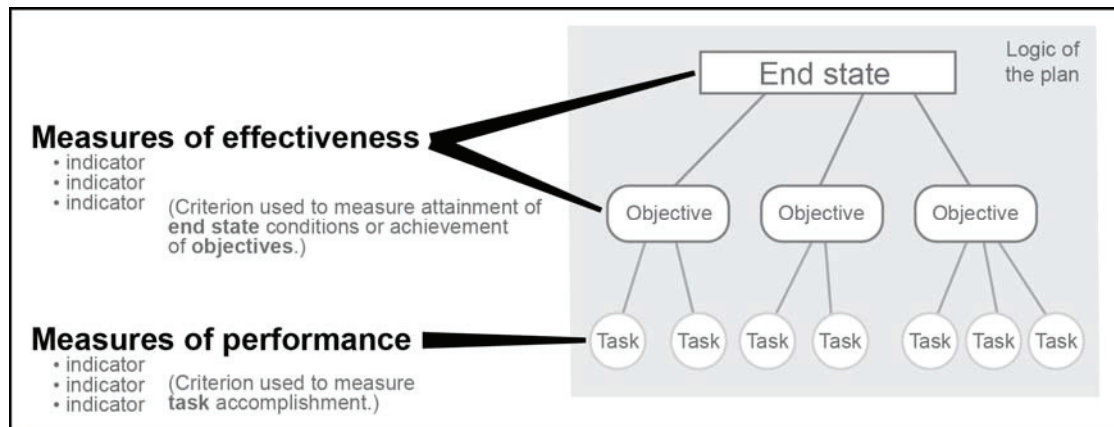 Logic of
the plan
End state
Measures of effectiveness
• indicator
• indicator
• indicator
(Criterion used to measure attainment of
end state conditions or achievement
of objectives.)
Objective
Objective
Objective
Measures of performance
• indicator
• indicator
• indicator
(Criterion used to measure
task accomplishment.)
Task
Task
Task
Task
Task
Task
Task